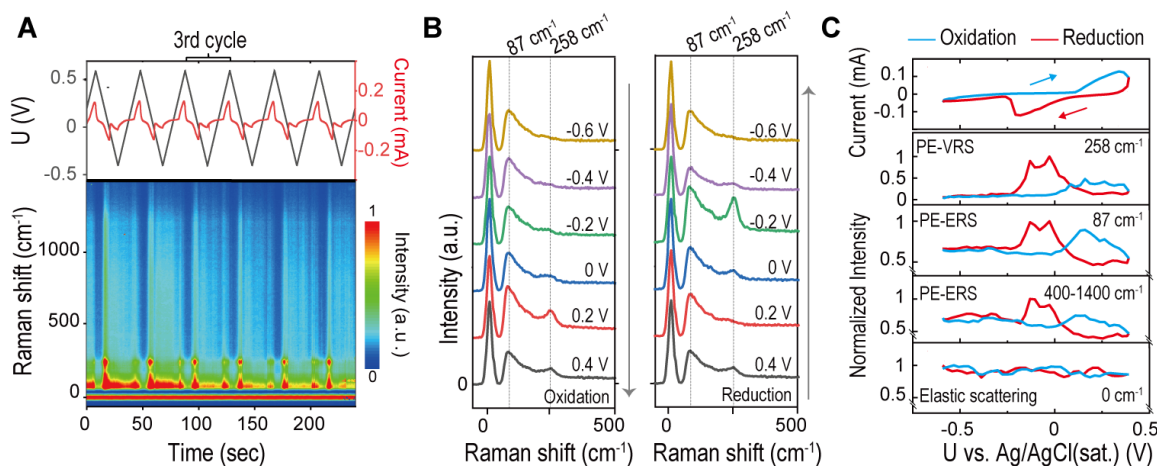 A
3rd cycle
U (V)
0.5
0
-0.5
Current (mA)
0.2
0
-0.2
Raman shift (cm⁻¹)
1000
500
0
Intensity (a.u.)
1
0
0 50 100 150 200
Time (sec)
B
87 cm⁻¹ 258 cm⁻¹
Intensity (a.u.)
0
-0.6 V
-0.4 V
-0.2 V
0 V
0.2 V
0.4 V
Oxidation
0 500
Raman shift (cm⁻¹)
87 cm⁻¹ 258 cm⁻¹
-0.6 V
-0.4 V
-0.2 V
0 V
0.2 V
0.4 V
Reduction
0 500
Raman shift (cm⁻¹)
C
Oxidation Reduction
Current (mA)
0.1
0
-0.1
Normalized Intensity
PE-VRS 258 cm⁻¹
1
0
PE-ERS 87 cm⁻¹
1
0.5
PE-ERS 400-1400 cm⁻¹
1
0.5
1
0.5
Elastic scattering 0 cm⁻¹
-0.5 0 0.5
U vs. Ag/AgCl(sat.) (V)